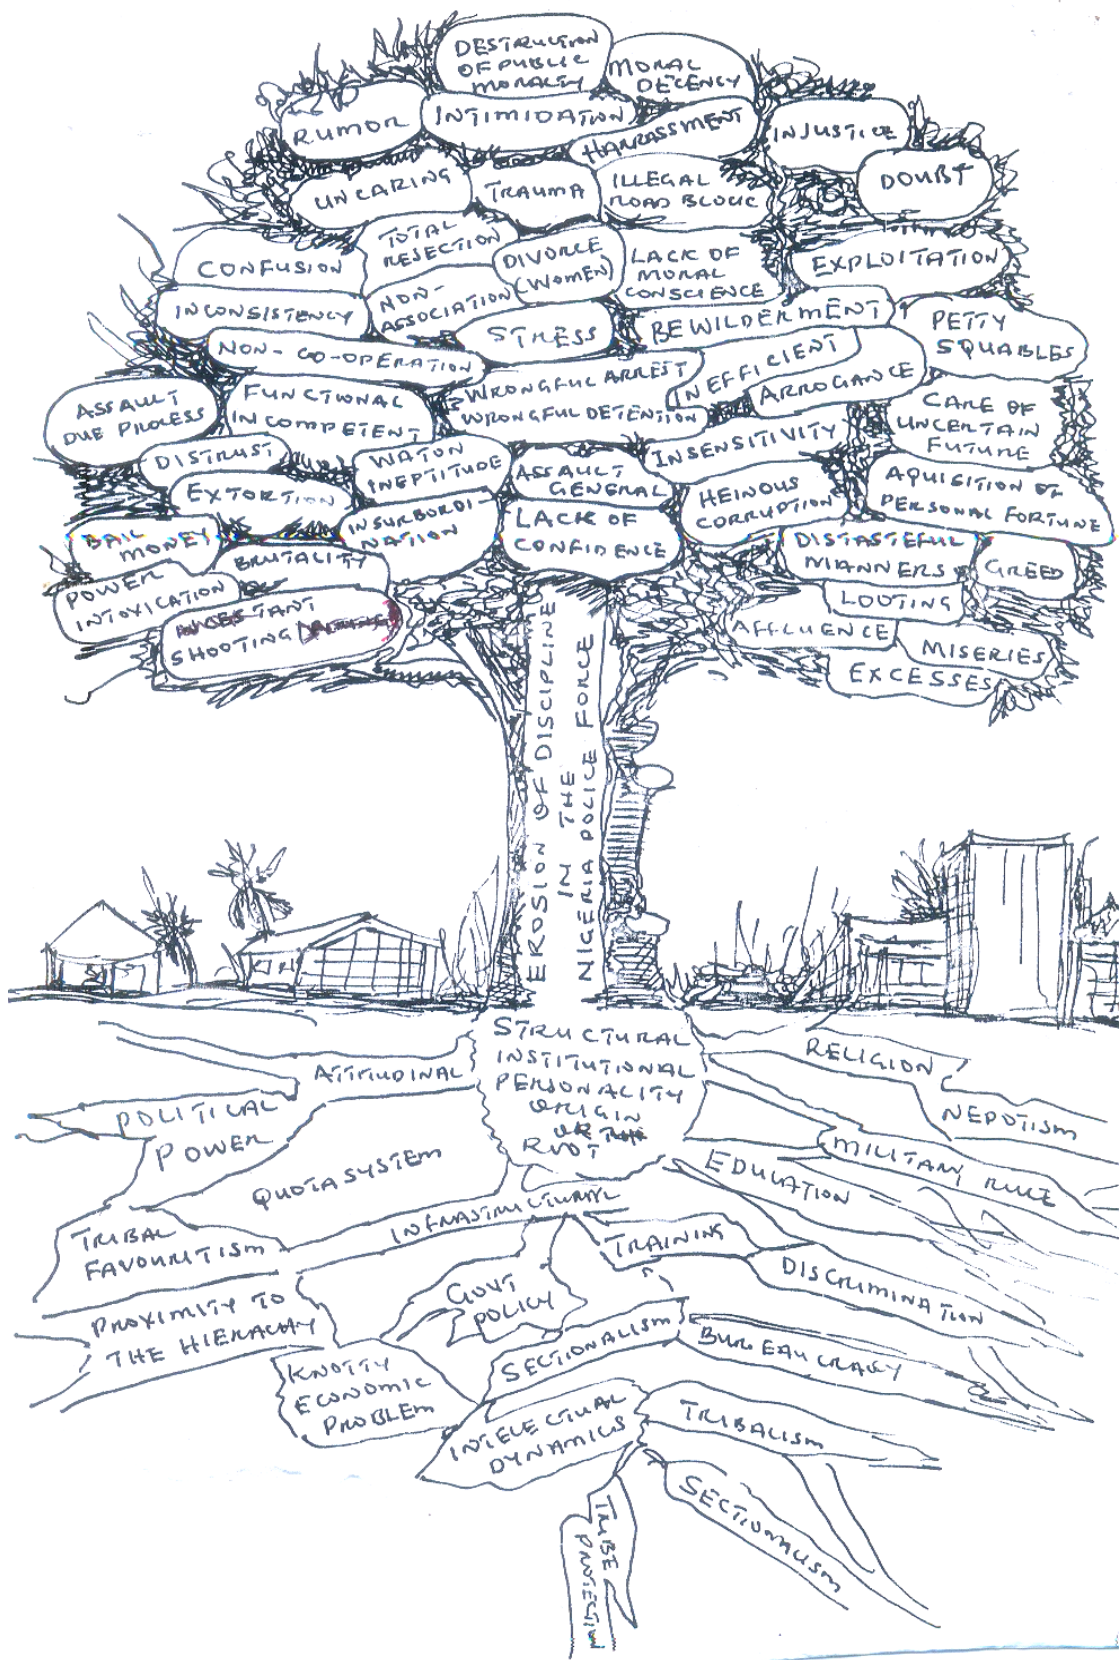 DESTRUCTION
OF PUBLIC
MORALTY
MORAL
DECENCY
RUMOR
INTIMIDATION
HARRASSMENT
INJUSTICE
DOUBT
UNCARING
TRAUMA
ILLEGAL
ROAD BLOCK
CONFUSION
TOTAL
REJECTION
DIVORCE
(WOMEN)
LACK OF
MORAL
CONSCIENCE
EXPLOITATION
INCONSISTENCY
NON-
ASSOCIATION
STRESS
BEWILDERMENT
PETTY
SQUABLES
NON-CO-OPERATION
WRONGFUL ARREST
WRONGFUL DETENTION
INEFFICIENT
ARROGANCE
ASSAULT
DUE PROCESS
FUNCTIONAL
INCOMPETENT
CARE OF
UNCERTAIN
FUTURE
DISTRUST
WATON
INEPTITUDE
ASSAULT
GENERAL
INSENSITIVITY
EXTORTION
HEINOUS
CORRUPTION
AQUISITION OF
PERSONAL FORTUNE
BAIL
MONEY
INSURBORDI-
NATION
LACK OF
CONFIDENCE
DISTASTEFUL
MANNERS
GREED
POWER
INTOXICATION
BRUTALITY
LOOTING
SHOOTING
AFFLUENCE
MISERIES
EXCESSES
EROSION OF DISCIPLINE
IN THE
NIGERIA POLICE FORCE
STRUCTURAL
INSTITUTIONAL
PERSONALITY
ORIGIN
OR THE
ROOT
ATTITUDINAL
RELIGION
POLITICAL
POWER
NEPOTISM
MILITARY RULE
QUOTA SYSTEM
EDUCATION
INFRASTRUCTURAL
TRIBAL
FAVOURITISM
TRAINING
DISCRIMINATION
GOVT
POLICY
PROXIMITY TO
THE HIERACHY
SECTIONALISM
BUREAUCRACY
KNOTTY
ECONOMIC
PROBLEM
INTELECTUAL
DYNAMICS
TRIBALISM
SECTIONALISM
TRIBE
PROTECTION